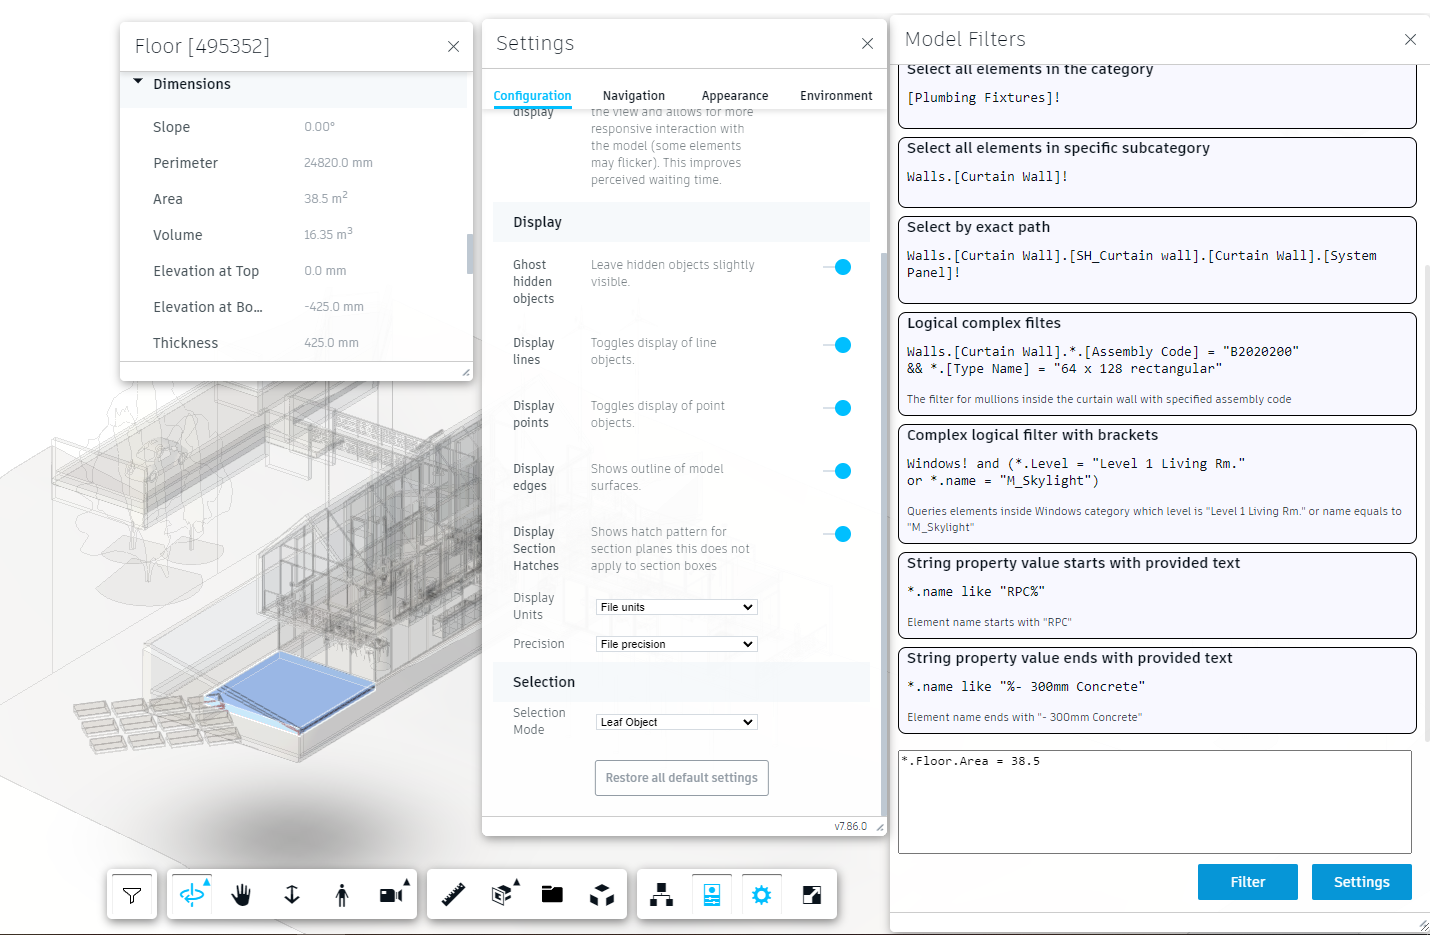 Floor [495352]
Dimensions
Slope 0.00°
Perimeter 24820.0 mm
Area 38.5 m²
Volume 16.35 m³
Elevation at Top 0.0 mm
Elevation at Bo... -425.0 mm
Thickness 425.0 mm
Settings
Configuration Navigation Appearance Environment
display
the view and allows for more
responsive interaction with
the model (some elements
may flicker). This improves
perceived waiting time.
Display
Ghost
hidden
objects
Leave hidden objects slightly
visible.
Display
lines
Toggles display of line
objects.
Display
points
Toggles display of point
objects.
Display
edges
Shows outline of model
surfaces.
Display
Section
Hatches
Shows hatch pattern for
section planes this does not
apply to section boxes
Display
Units
File units
Precision File precision
Selection
Selection
Mode
Leaf Object
Restore all default settings
v7.86.0
Model Filters
Select all elements in the category
[Plumbing Fixtures]!
Select all elements in specific subcategory
Walls.[Curtain Wall]!
Select by exact path
Walls.[Curtain Wall].[SH_Curtain wall].[Curtain Wall].[System
Panel]!
Logical complex filtes
Walls.[Curtain Wall].*.[Assembly Code] = "B2020200"
&& *.[Type Name] = "64 x 128 rectangular"
The filter for mullions inside the curtain wall with specified assembly code
Complex logical filter with brackets
Windows! and (*.Level = "Level 1 Living Rm."
or *.name = "M_Skylight")
Queries elements inside Windows category which level is "Level 1 Living Rm." or name equals to
"M_Skylight"
String property value starts with provided text
*.name like "RPC%"
Element name starts with "RPC"
String property value ends with provided text
*.name like "%- 300mm Concrete"
Element name ends with "- 300mm Concrete"
*.Floor.Area = 38.5
Filter Settings